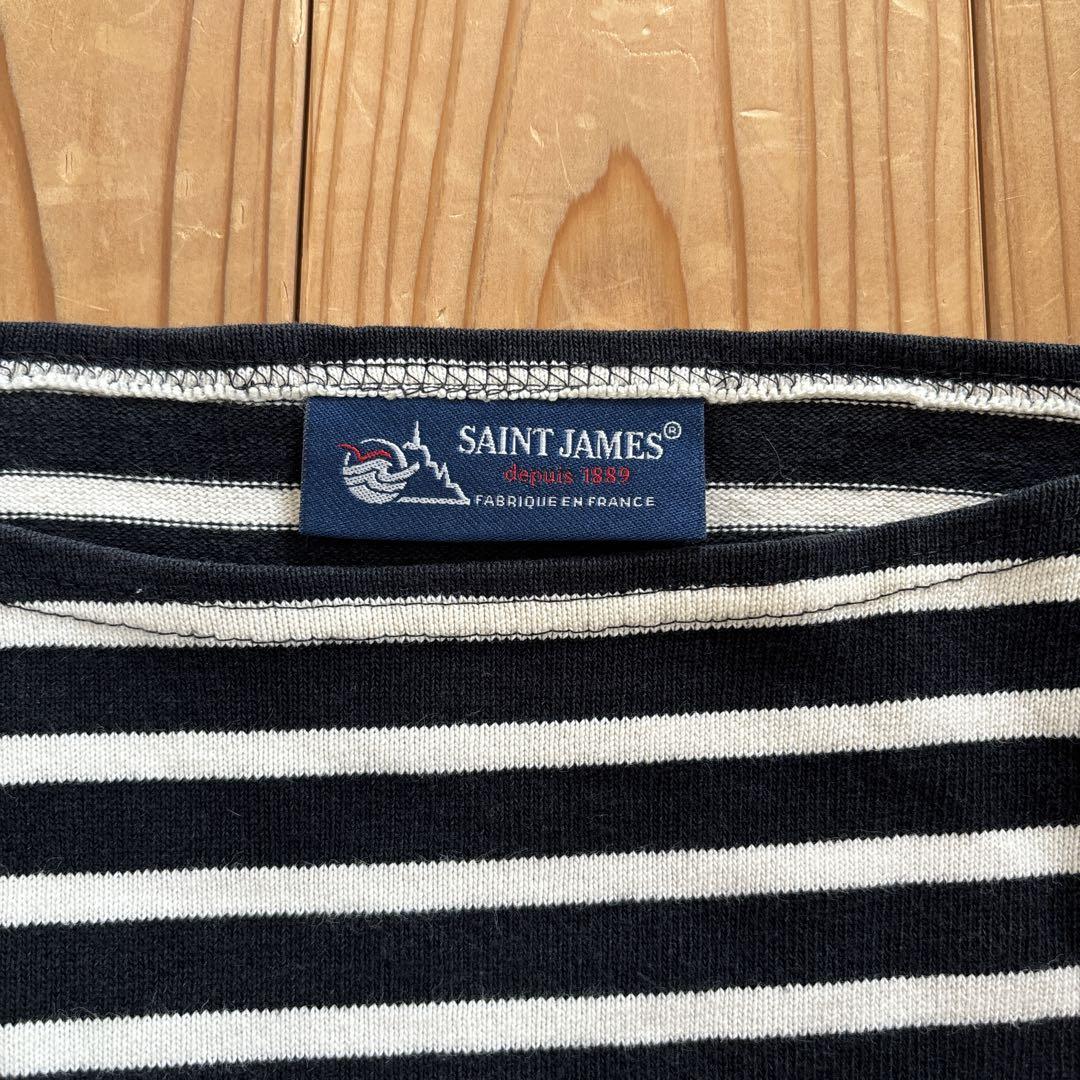 SAINT JAMES®
depuis 1889
FABRIQUE EN FRANCE